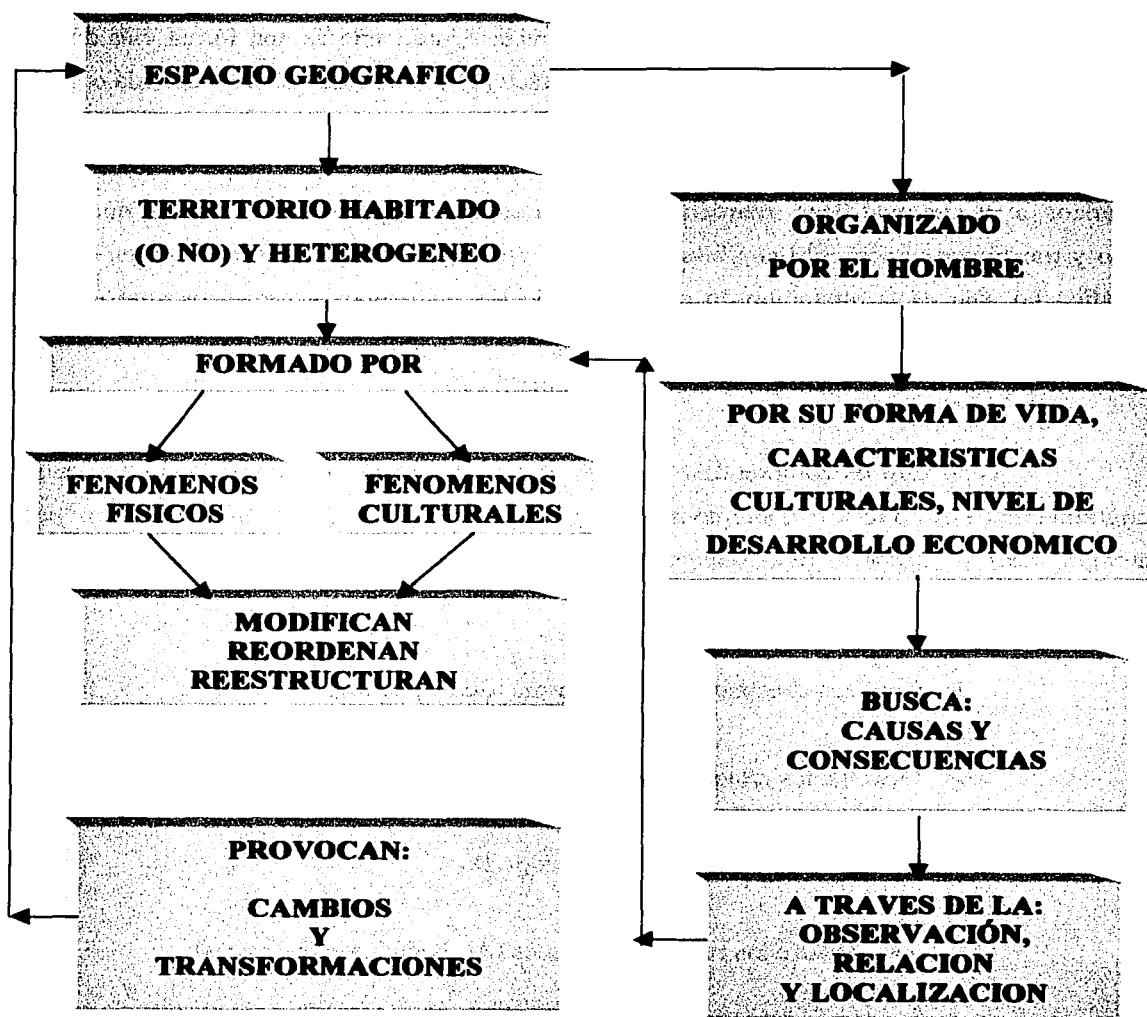 ESPACIO GEOGRAFICO
TERRITORIO HABITADO
(O NO) Y HETEROGENEO
FORMADO POR
FENOMENOS
FISICOS
FENOMENOS
CULTURALES
MODIFICAN
REORDENAN
REESTRUCTURAN
PROVOCAN:
CAMBIOS
Y
TRANSFORMACIONES
ORGANIZADO
POR EL HOMBRE
POR SU FORMA DE VIDA,
CARACTERISTICAS
CULTURALES, NIVEL DE
DESARROLLO ECONOMICO
BUSCA:
CAUSAS Y
CONSECUENCIAS
A TRAVES DE LA:
OBSERVACIÓN,
RELACION
Y LOCALIZACION